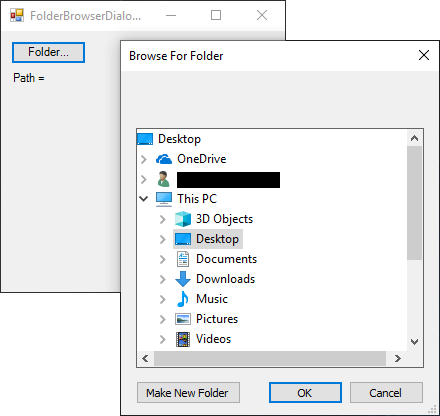 FolderBrowserDialo...
Folder...
Path =
Browse For Folder
Desktop
OneDrive
This PC
3D Objects
Desktop
Documents
Downloads
Music
Pictures
Videos
Make New Folder
OK
Cancel